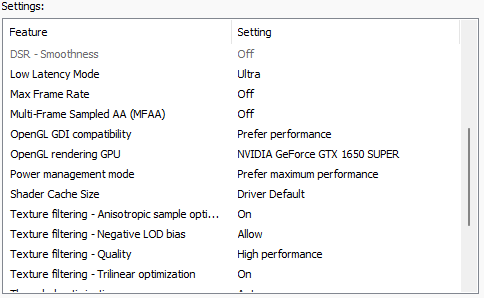 Settings:
Feature Setting
DSR - Smoothness Off
Low Latency Mode Ultra
Max Frame Rate Off
Multi-Frame Sampled AA (MFAA) Off
OpenGL GDI compatibility Prefer performance
OpenGL rendering GPU NVIDIA GeForce GTX 1650 SUPER
Power management mode Prefer maximum performance
Shader Cache Size Driver Default
Texture filtering - Anisotropic sample opti... On
Texture filtering - Negative LOD bias Allow
Texture filtering - Quality High performance
Texture filtering - Trilinear optimization On